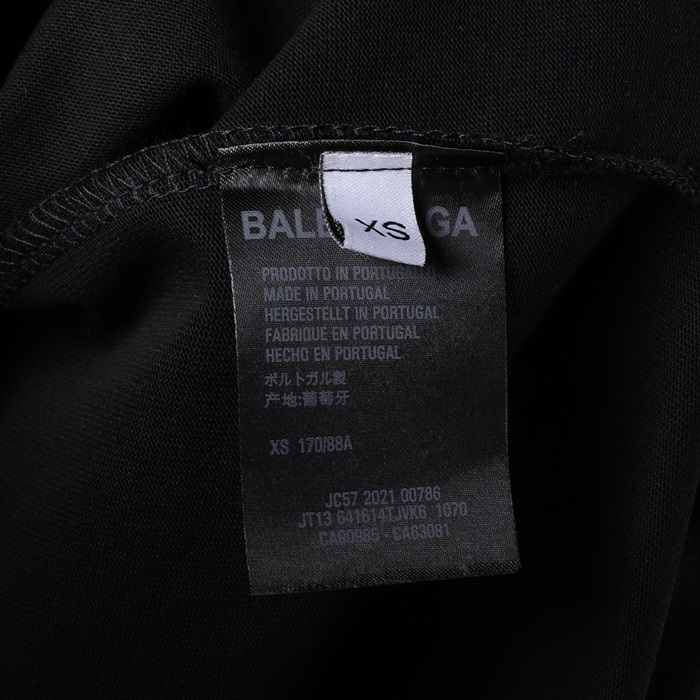 XS
BALE GA
PRODOTTO IN PORTUGALLO
MADE IN PORTUGAL
HERGESTELLT IN PORTUGAL
FABRIQUE EN PORTUGAL
HECHO EN PORTUGAL
ポルトガル製
产地:葡萄牙
XS 170/88A
JC57 2021 00786
JT13 641614TJVK6 1070
CA00985 - CA63081